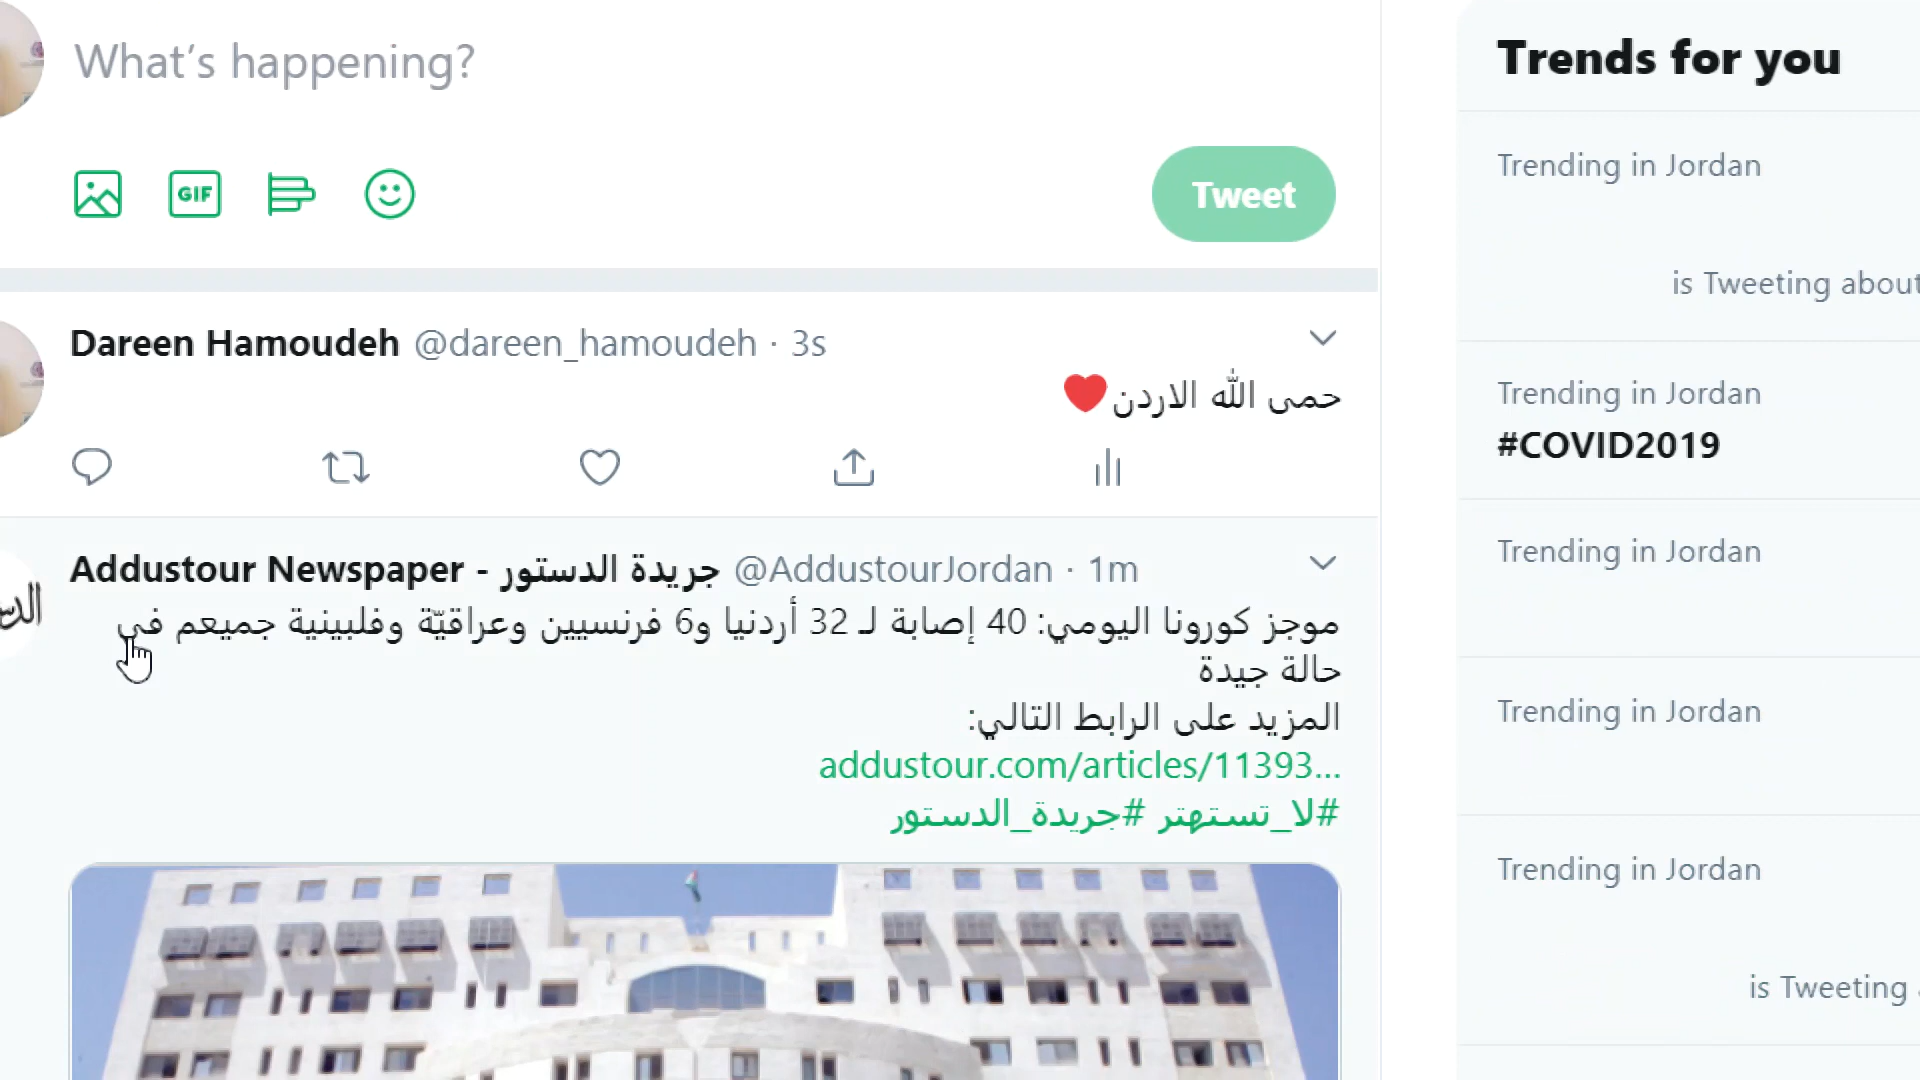 What's happening?
GIF
Tweet
Dareen Hamoudeh @dareen_hamoudeh · 3s
حمى الله الاردن❤️
Addustour Newspaper - جريدة الدستور @AddustourJordan · 1m
موجز كورونا اليومي: 40 إصابة لـ 32 أردنيا و6 فرنسيين وعراقيّة وفلبينية جميعم في
حالة جيدة
المزيد على الرابط التالي:
addustour.com/articles/11393...
#لا_تستهتر #جريدة_الدستور
Trends for you
Trending in Jordan
is Tweeting about
Trending in Jordan
#COVID2019
Trending in Jordan
Trending in Jordan
Trending in Jordan
is Tweeting